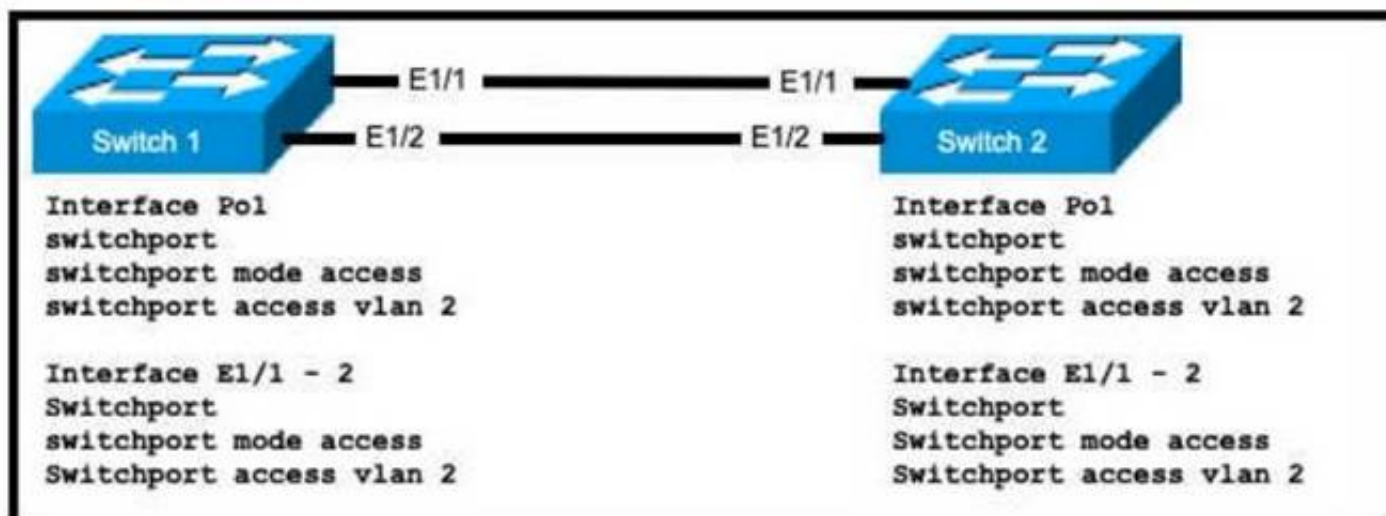 E1/1
E1/1
Switch 1
E1/2
E1/2
Switch 2
Interface Po1
switchport
switchport mode access
switchport access vlan 2
Interface E1/1 - 2
Switchport
switchport mode access
Switchport access vlan 2
Interface Po1
switchport
switchport mode access
switchport access vlan 2
Interface E1/1 - 2
Switchport
Switchport mode access
Switchport access vlan 2